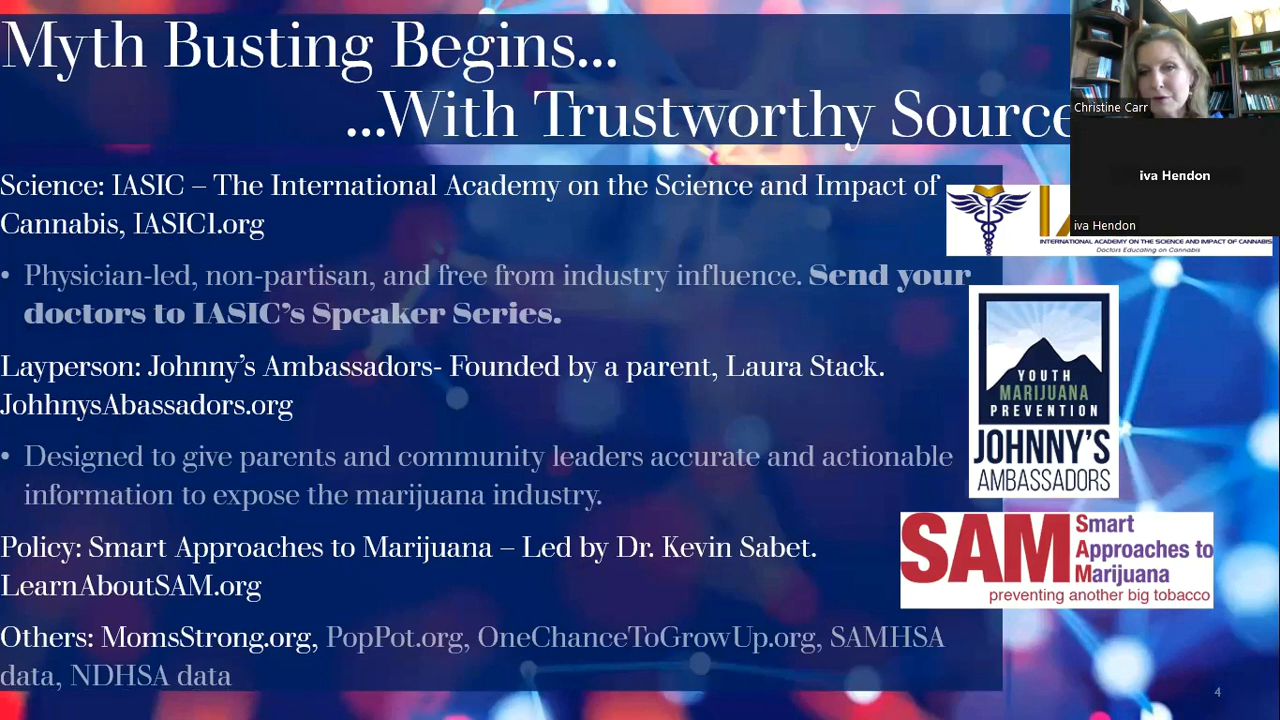 Myth Busting Begins...
...With Trustworthy Source
Christine Carr
iva Hendon
iva Hendon
Science: IASIC – The International Academy on the Science and Impact of
Cannabis, IASIC1.org
INTERNATIONAL ACADEMY ON THE SCIENCE AND IMPACT OF CANNABIS
Doctors Educating on Cannabis
• Physician-led, non-partisan, and free from industry influence. Send your
doctors to IASIC's Speaker Series.
Layperson: Johnny's Ambassadors- Founded by a parent, Laura Stack.
JohhnysAbassadors.org
YOUTH
MARIJUANA
PREVENTION
JOHNNY'S
AMBASSADORS
• Designed to give parents and community leaders accurate and actionable
information to expose the marijuana industry.
Policy: Smart Approaches to Marijuana – Led by Dr. Kevin Sabet.
LearnAboutSAM.org
SAM
Smart
Approaches to
Marijuana
preventing another big tobacco
Others: MomsStrong.org, PopPot.org, OneChanceToGrowUp.org, SAMHSA
data, NDHSA data
4